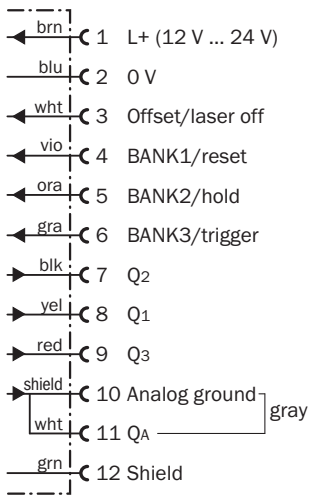 brn 1 L+ (12 V ... 24 V)
blu 2 0 V
wht 3 Offset/laser off
vio 4 BANK1/reset
ora 5 BANK2/hold
gra 6 BANK3/trigger
blk 7 Q2
yel 8 Q1
red 9 Q3
shield 10 Analog ground
gray
wht 11 QA
grn 12 Shield